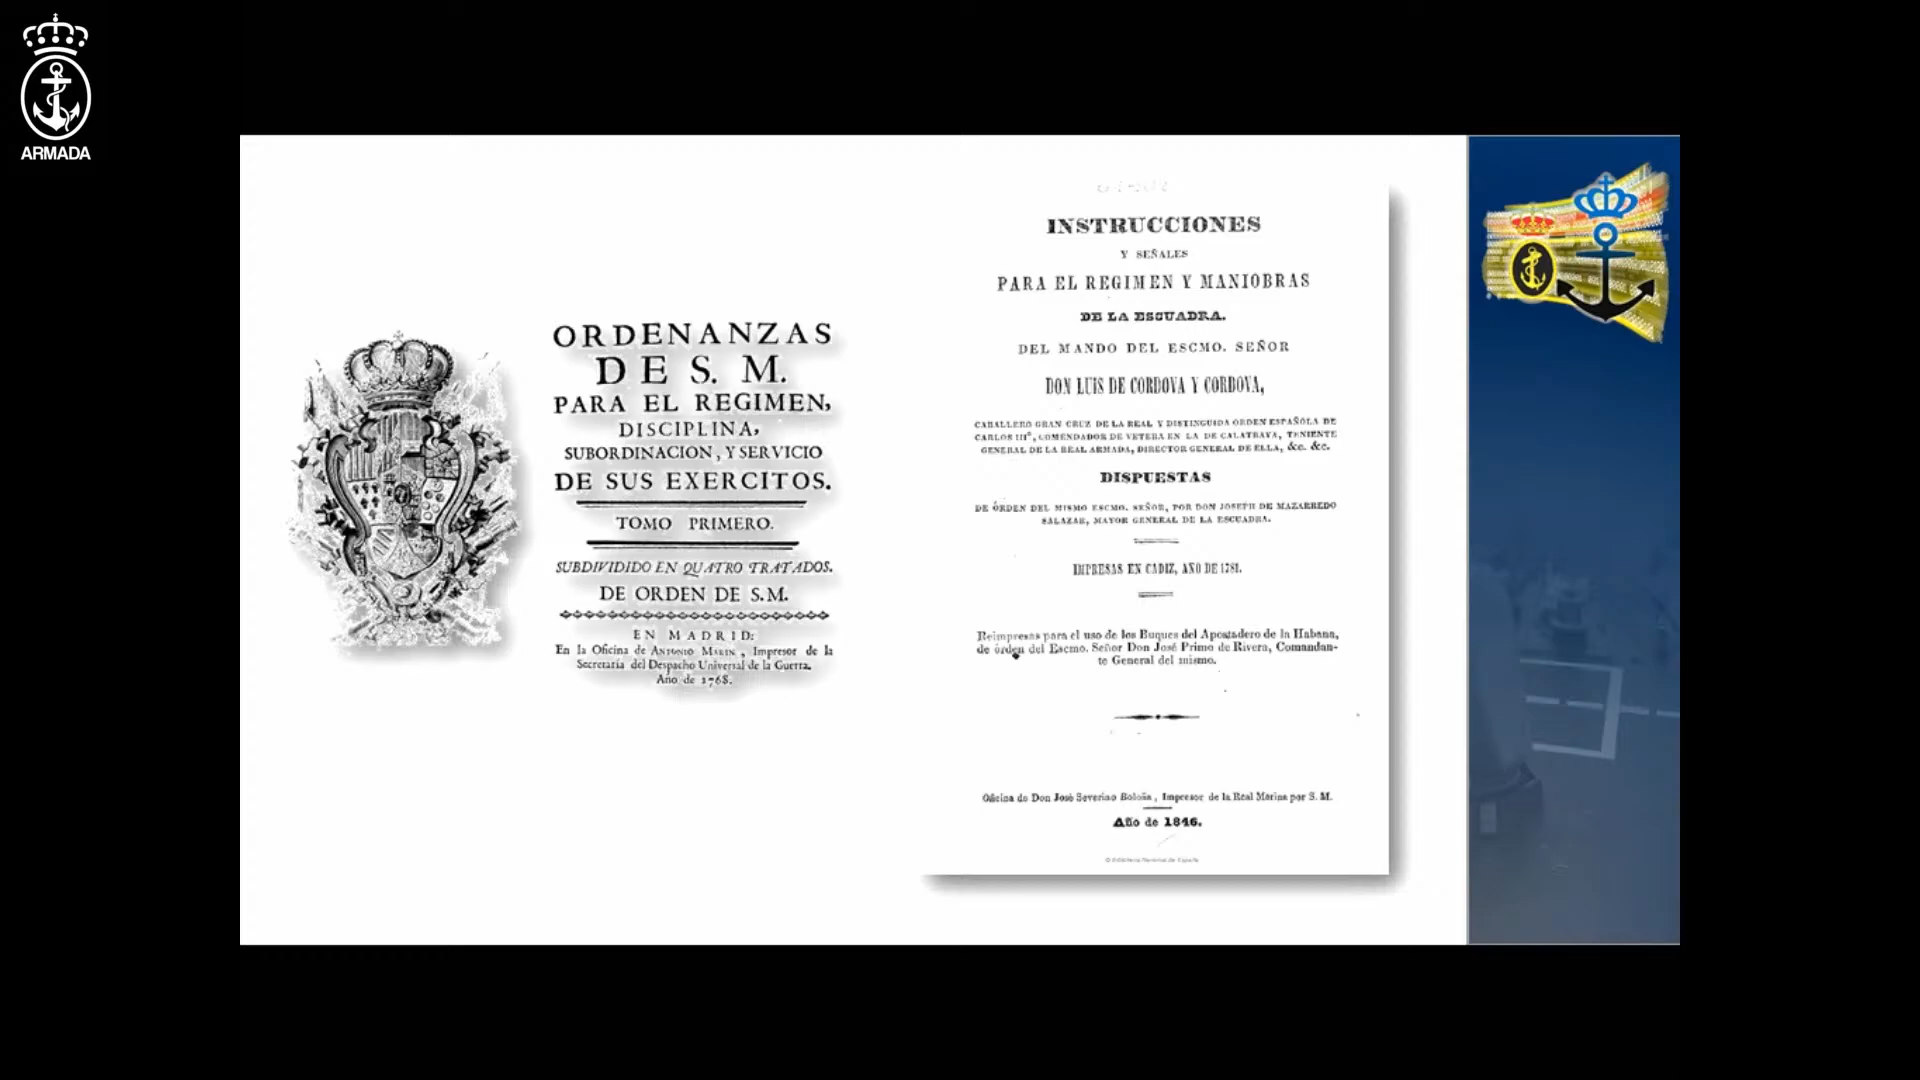 ARMADA
ORDENANZAS
DE S. M.
PARA EL REGIMEN,
DISCIPLINA,
SUBORDINACION, Y SERVICIO
DE SUS EXERCITOS.
TOMO PRIMERO.
SUBDIVIDIDO EN QUATRO TRATADOS.
DE ORDEN DE S.M.
EN MADRID:
En la Oficina de ANTONIO MARIN, Impresor de la
Secretaría del Despacho Universal de la Guerra.
Año de 1768.
INSTRUCCIONES
Y SEÑALES
PARA EL REGIMEN Y MANIOBRAS
DE LA ESCUADRA.
DEL MANDO DEL ESCMO. SEÑOR
DON LUIS DE CORDOVA Y CORDOVA,
CABALLERO GRAN CRUZ DE LA REAL Y DISTINGUIDA ORDEN ESPAÑOLA DE
CARLOS III°, COMENDADOR DE VETERA EN LA DE CALATRAVA, TENIENTE
GENERAL DE LA REAL ARMADA, DIRECTOR GENERAL DE ELLA, &c. &c.
DISPUESTAS
DE ÓRDEN DEL MISMO ESCMO. SEÑOR, POR DON JOSEPH DE MAZARREDO
SALAZAR, MAYOR GENERAL DE LA ESCUADRA.
IMPRESAS EN CADIZ, AÑO DE 1781.
Reimpresas para el uso de los Buques del Apostadero de la Habana,
de órden del Escmo. Señor Don José Primo de Rivera, Comandan-
te General del mismo.
Oficina de Don José Severino Boloña, Impresor de la Real Marina por S. M.
Año de 1846.
© Biblioteca Nacional de España